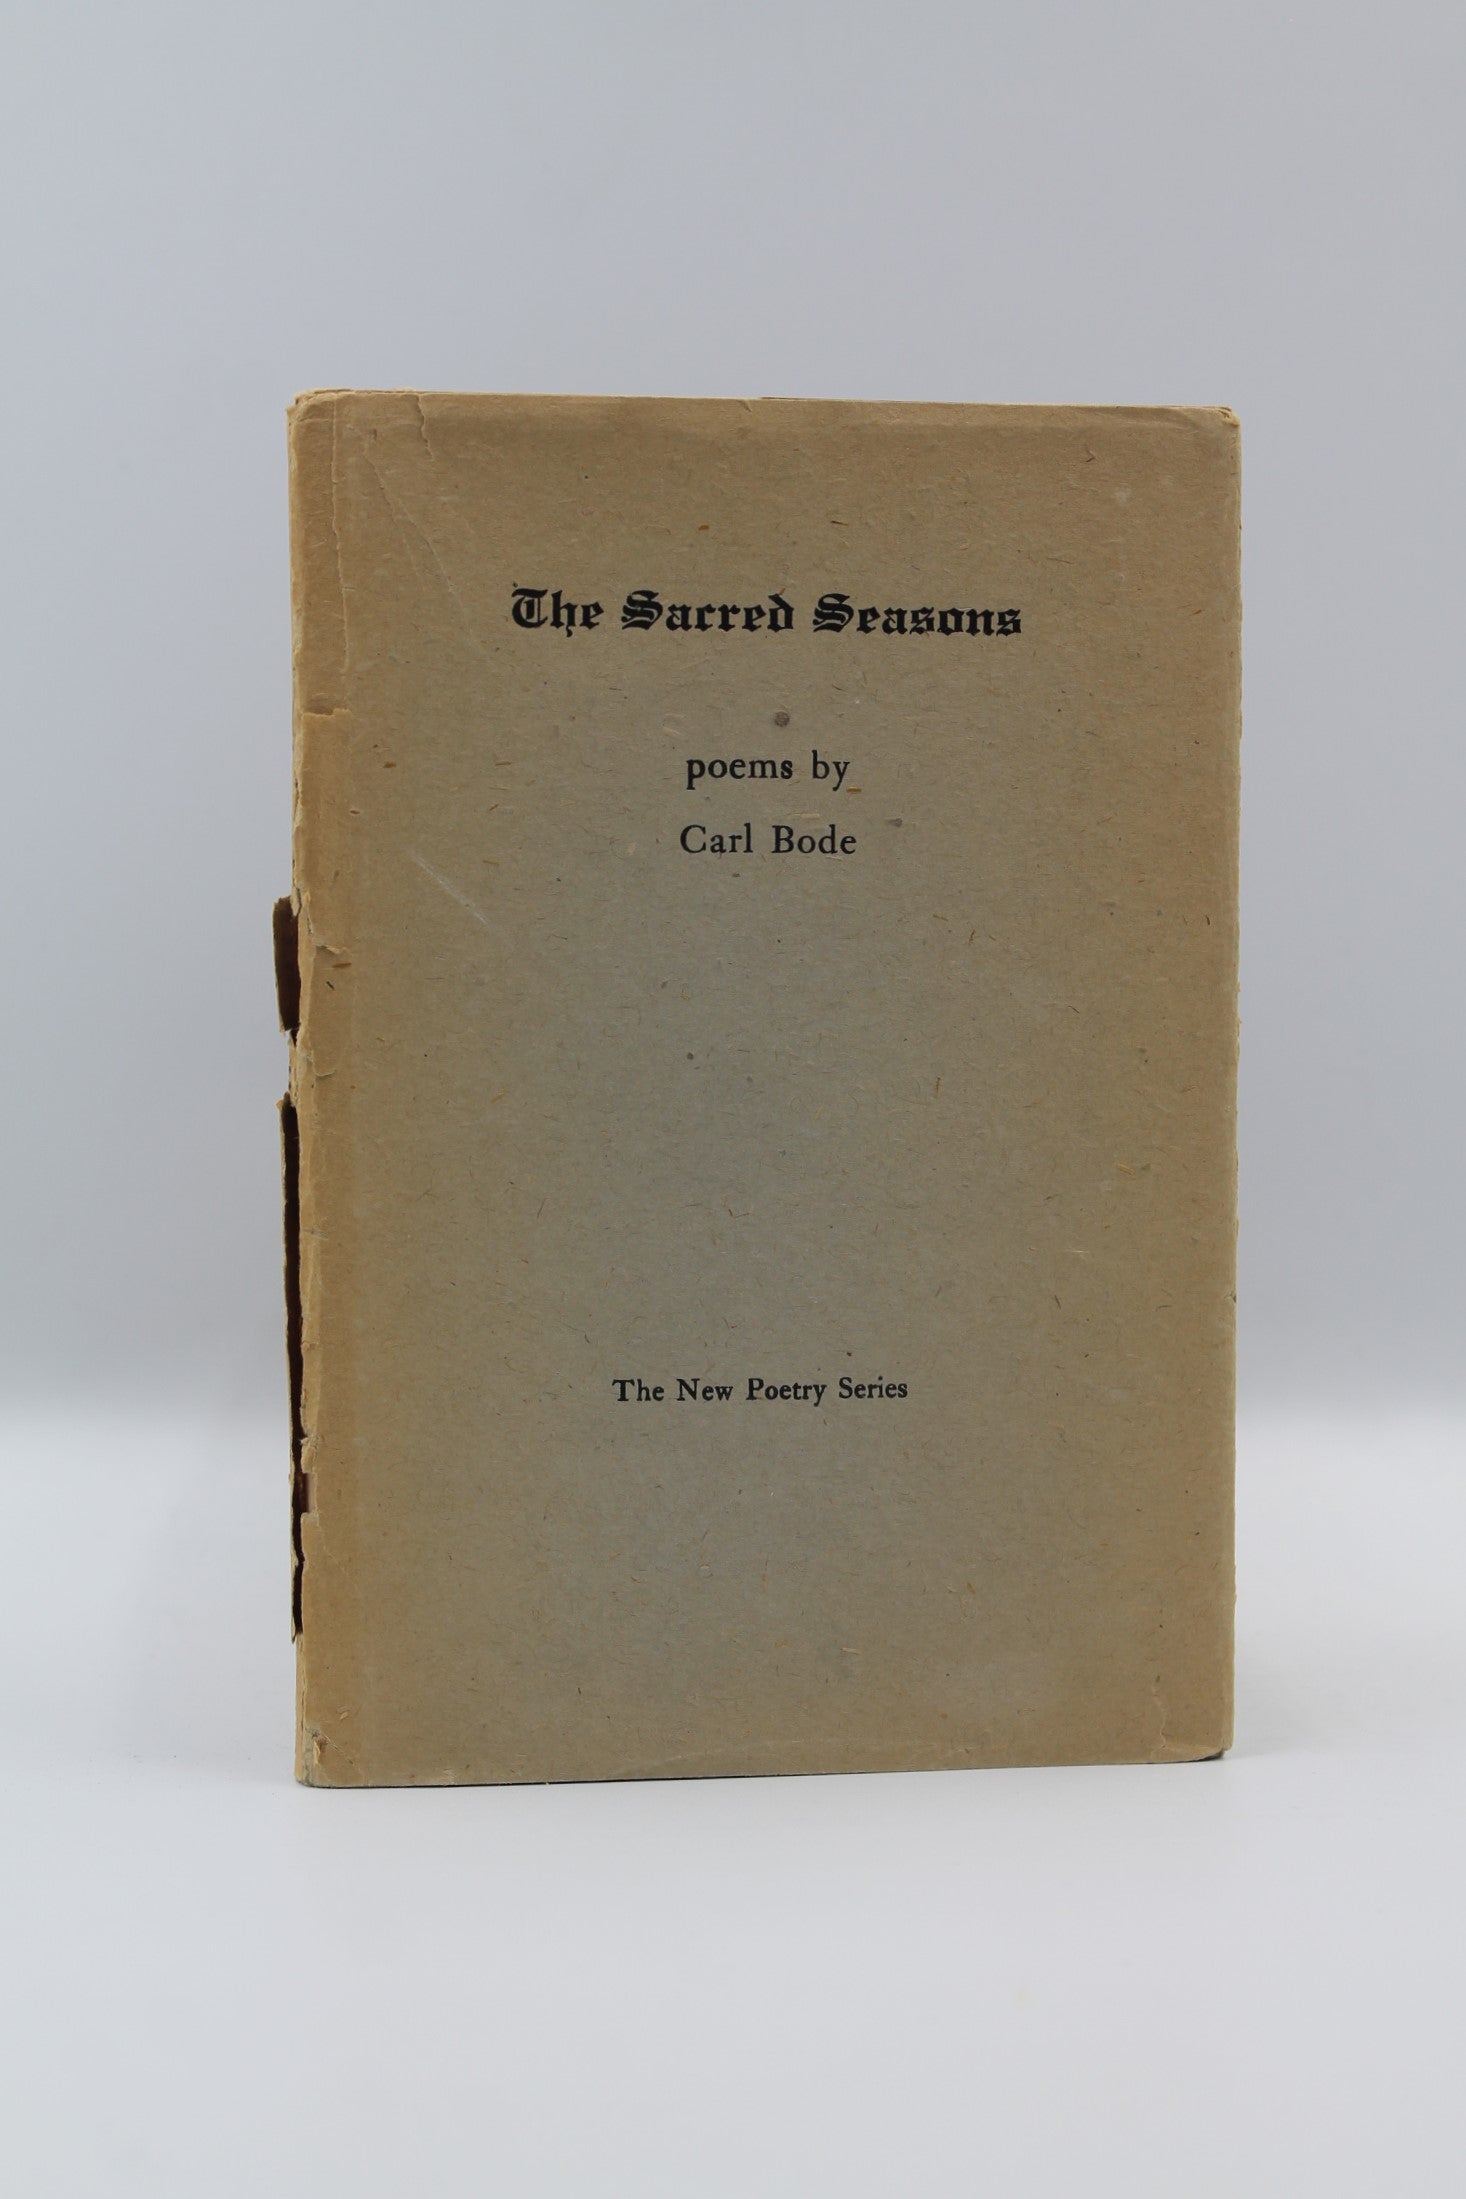 The Sacred Seasons
poems by
Carl Bode
The New Poetry Series